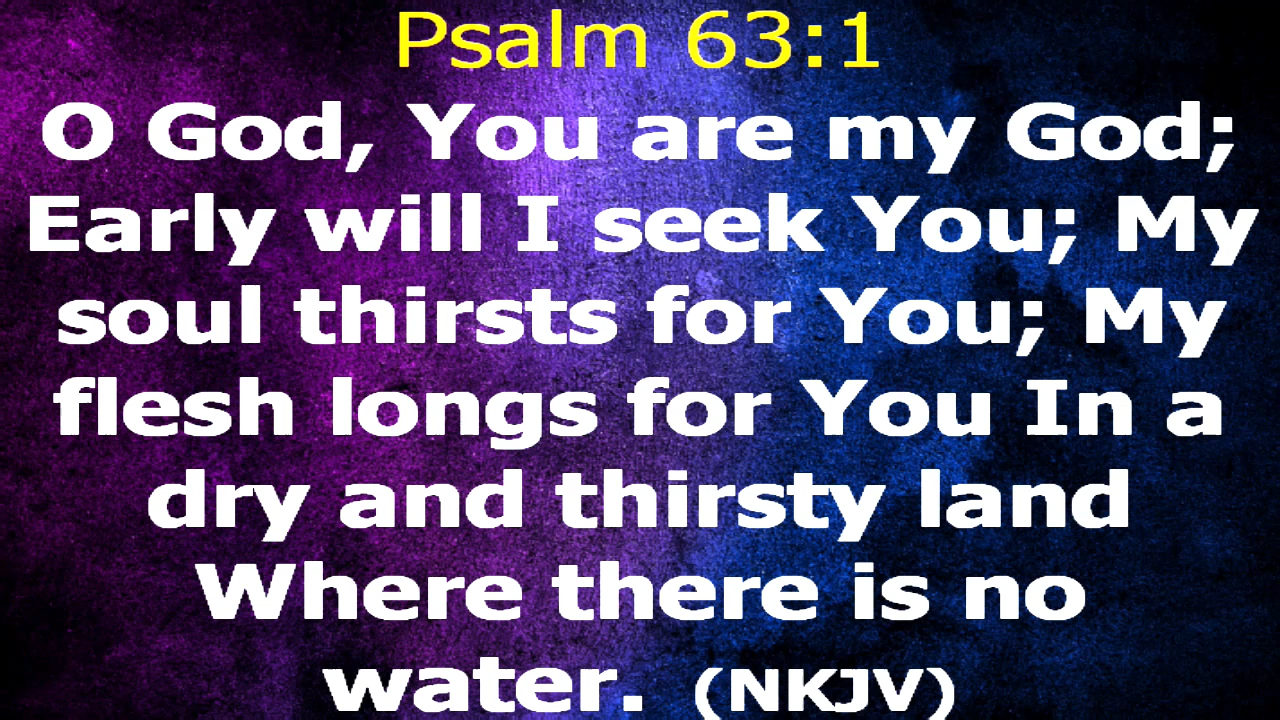 Psalm 63:1
O God, You are my God;
Early will I seek You; My
soul thirsts for You; My
flesh longs for You In a
dry and thirsty land
Where there is no
water. (NKJV)